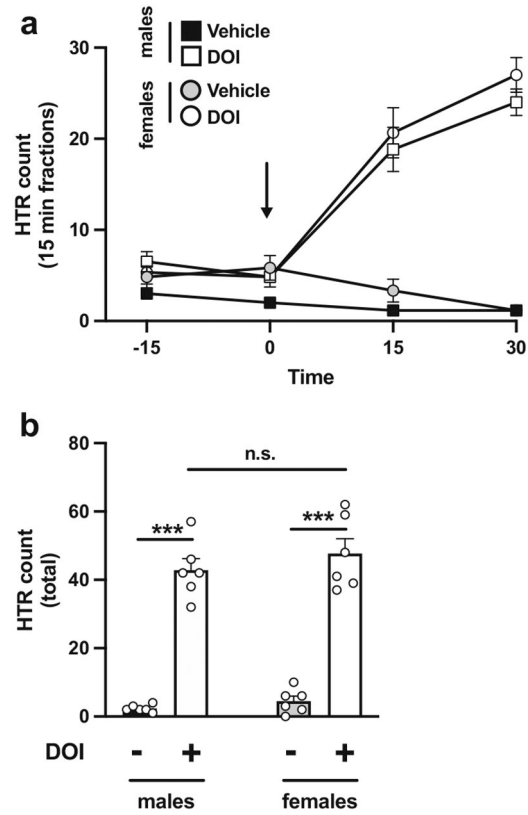 a
males
Vehicle
DOI
females
Vehicle
DOI
HTR count
(15 min fractions)
30
20
10
0
-15
0
15
30
Time
b
n.s.
***
***
HTR count
(total)
80
60
40
20
0
DOI - + - +
males females